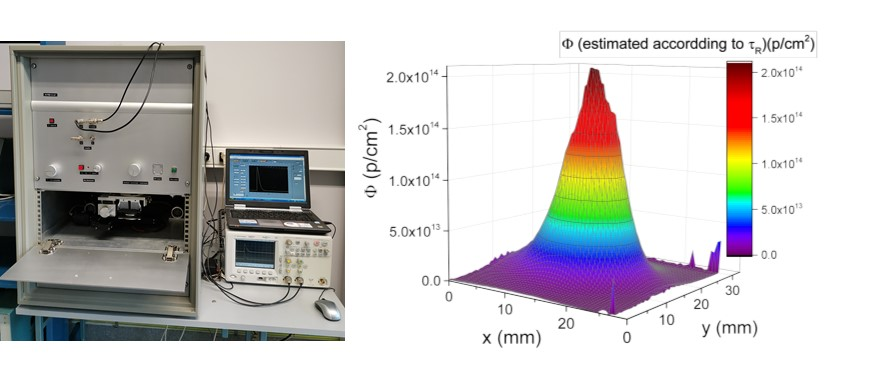 Φ (estimated accordding to τR)(p/cm²)
2.0x10¹⁴
1.5x10¹⁴
1.0x10¹⁴
5.0x10¹³
0.0
Φ (p/cm²)
2.0x10¹⁴
1.5x10¹⁴
1.0x10¹⁴
5.0x10¹³
0.0
0
10
20
x (mm)
0
10
20
30
y (mm)